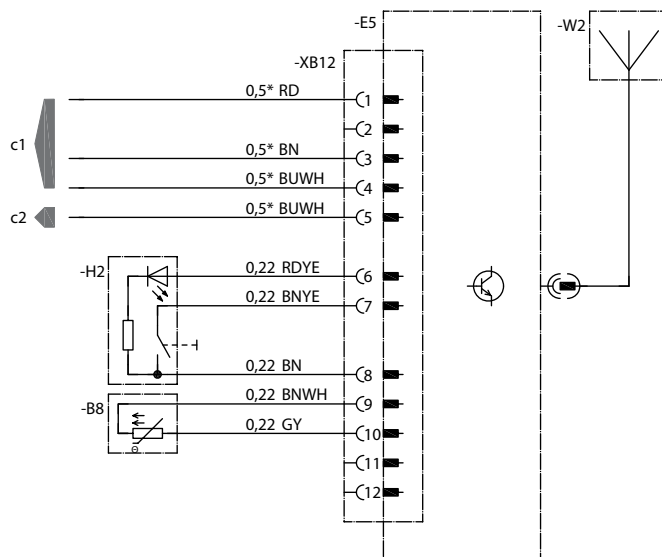 -E5
-W2
-XB12
0,5* RD
1
2
c1
0,5* BN
3
0,5* BUWH
4
c2
0,5* BUWH
5
-H2
0,22 RDYE
6
0,22 BNYE
7
0,22 BN
8
-B8
0,22 BNWH
9
0,22 GY
10
Θ
11
12